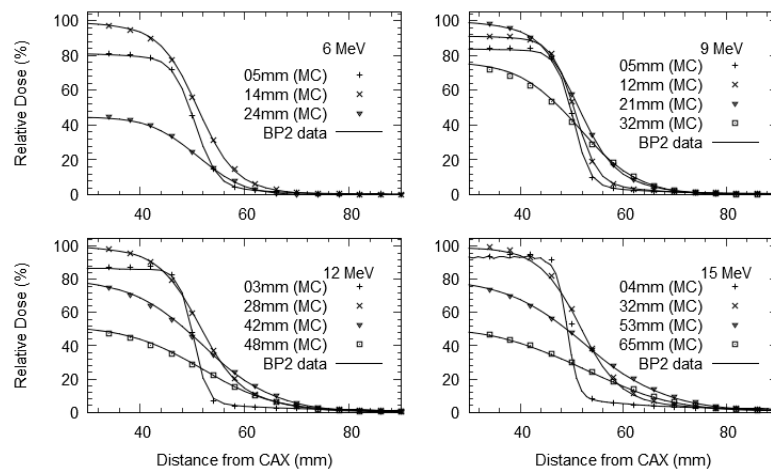 Relative Dose (%)
100
80
60
40
20
0
6 MeV
05mm (MC)
14mm (MC)
24mm (MC)
BP2 data
40
60
80
100
80
60
40
20
0
9 MeV
05mm (MC)
12mm (MC)
21mm (MC)
32mm (MC)
BP2 data
40
60
80
Relative Dose (%)
100
80
60
40
20
0
12 MeV
03mm (MC)
28mm (MC)
42mm (MC)
48mm (MC)
BP2 data
40
60
80
Distance from CAX (mm)
100
80
60
40
20
0
15 MeV
04mm (MC)
32mm (MC)
53mm (MC)
65mm (MC)
BP2 data
40
60
80
Distance from CAX (mm)